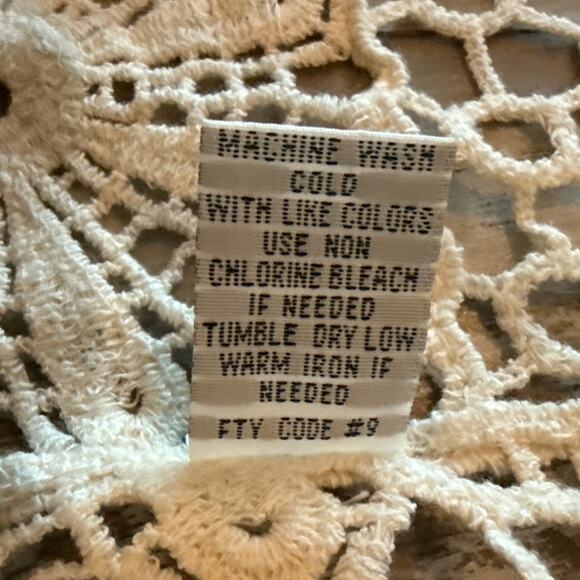 MACHINE WASH
COLD
WITH LIKE COLORS
USE NON
CHLORINE BLEACH
IF NEEDED
TUMBLE DRY LOW
WARM IRON IF
NEEDED
FTY CODE #9